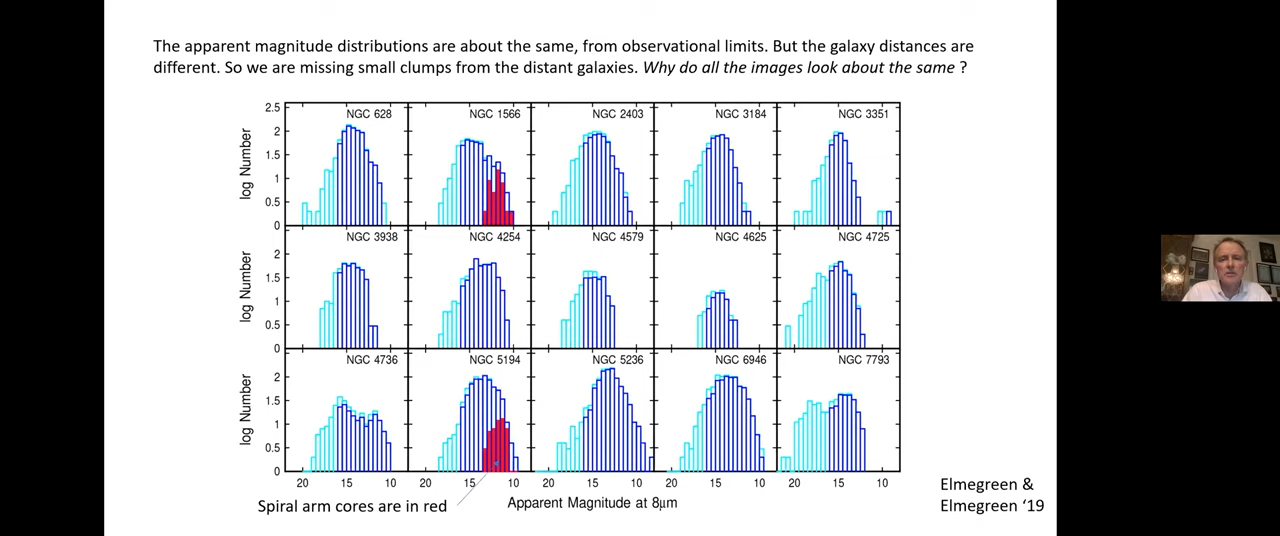 The apparent magnitude distributions are about the same, from observational limits. But the galaxy distances are
different. So we are missing small clumps from the distant galaxies. Why do all the images look about the same ?
2.5
2
1.5
1
0.5
0
log Number
NGC 628
NGC 1566
NGC 2403
NGC 3184
NGC 3351
2
1.5
1
0.5
0
log Number
NGC 3938
NGC 4254
NGC 4579
NGC 4625
NGC 4725
2
1.5
1
0.5
0
log Number
NGC 4736
NGC 5194
NGC 5236
NGC 6946
NGC 7793
20 15 10 20 15 10 20 15 10 20 15 10 20 15 10
Spiral arm cores are in red
Apparent Magnitude at 8μm
Elmegreen &
Elmegreen ‘19